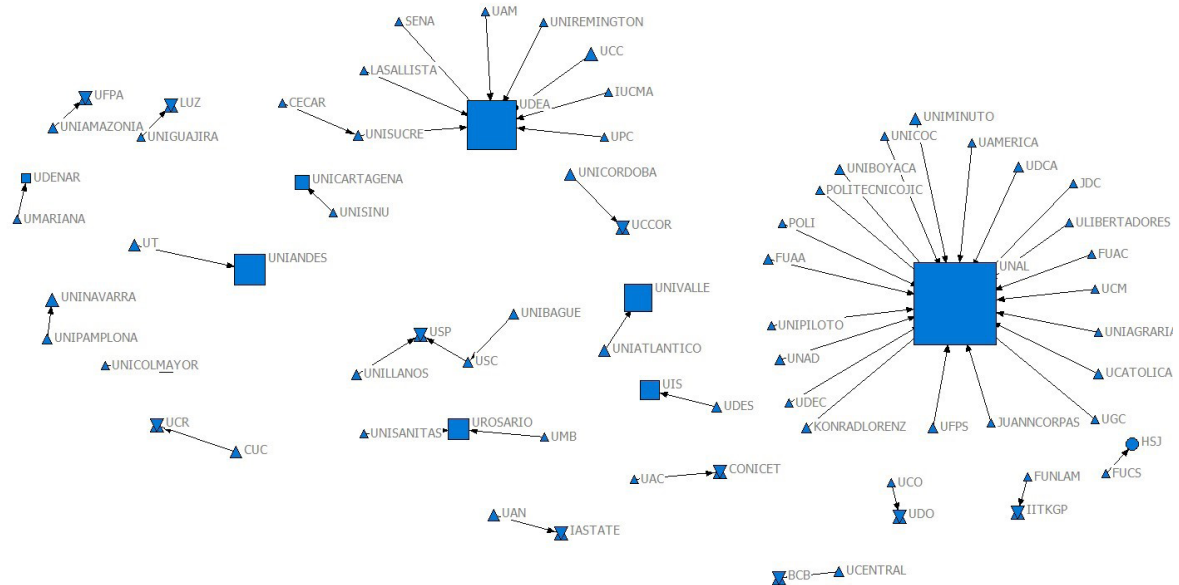 UAM
SENA
UNIREMINGTON
UCC
LASALLISTA
IUCMA
UFPA
LUZ
CECAR
UDEA
UNIAMAZONIA
UNIGUAJIRA
UNISUCRE
UPC
UNIMINUTO
UNICOC
UAMERICA
UDENAR
UNICARTAGENA
UNICORDOBA
UNIBOYACA
UDCA
POLITECNICOJIC
JDC
UMARIANA
UNISINU
UCCOR
POLI
ULIBERTADORES
UT
UNIANDES
FUAA
UNAL
FUAC
UNIVALLE
UCM
UNINAVARRA
UNIBAGUE
UNIPILOTO
UNIAGRARI
UNIPAMPLONA
USP
UNIATLANTICO
UNAD
UNICOLMAYOR
UNILLANOS
USC
UCATOLICA
UIS
UDES
UDEC
UCR
UNISANITAS
UROSARIO
UMB
KONRADLORENZ
UFPS
JUANNCORPAS
UGC
CUC
HSJ
UAC
CONICET
UCO
FUNLAM
FUCS
UAN
IASTATE
UDO
IITKGP
BCB
UCENTRAL